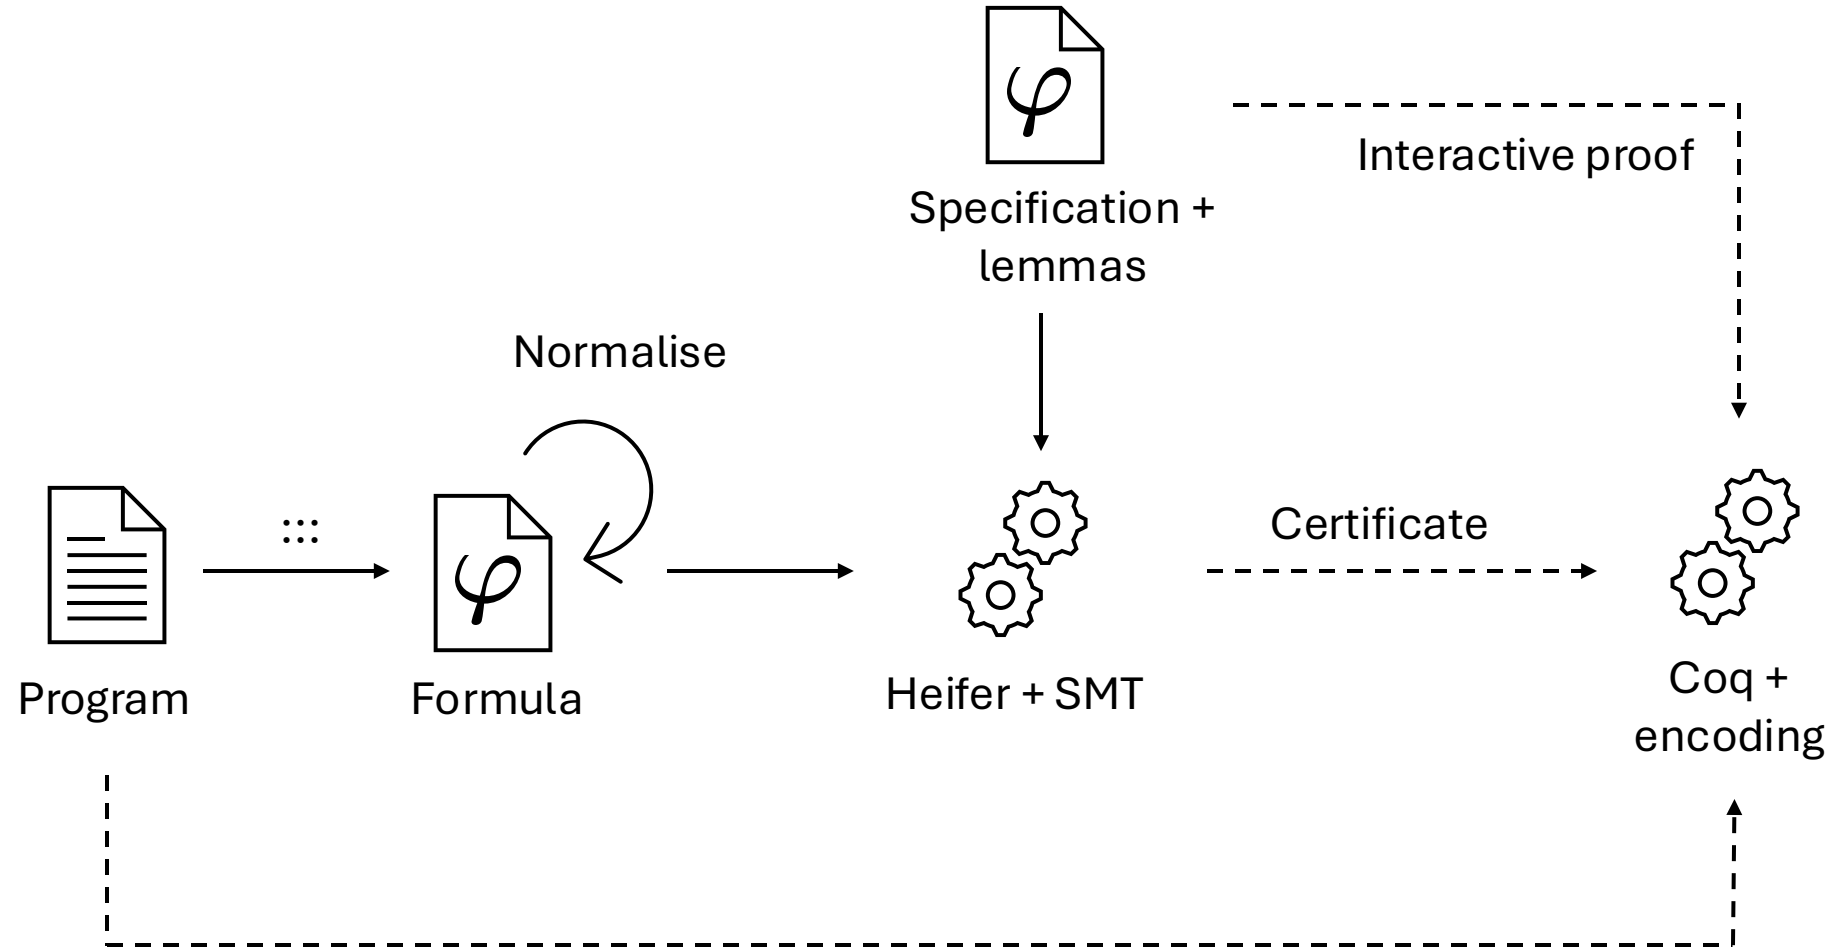 φ
Specification +
lemmas
Interactive proof
Normalise
:::
φ
Certificate
Program
Formula
Heifer + SMT
Coq +
encoding